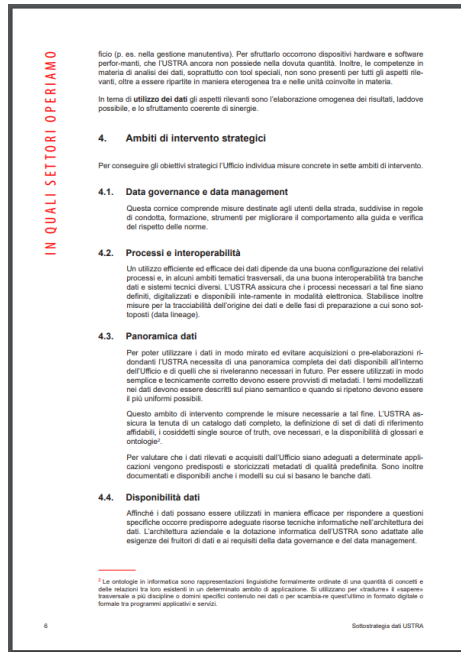 IN QUALI SETTORI OPERIAMO
ficio (p. es. nella gestione manutentiva). Per sfruttarlo occorrono dispositivi hardware e software
perfor-manti, che l'USTRA ancora non possiede nella dovuta quantità. Inoltre, le competenze in
materia di analisi dei dati, soprattutto con tool speciali, non sono presenti per tutti gli aspetti rile-
vanti, oltre a essere ripartite in maniera eterogenea tra e nelle unità coinvolte in materia.
In tema di utilizzo dei dati gli aspetti rilevanti sono l'elaborazione omogenea dei risultati, laddove
possibile, e lo sfruttamento coerente di sinergie.
4. Ambiti di intervento strategici
Per conseguire gli obiettivi strategici l'Ufficio individua misure concrete in sette ambiti di intervento.
4.1. Data governance e data management
Questa cornice comprende misure destinate agli utenti della strada, suddivise in regole
di condotta, formazione, strumenti per migliorare il comportamento alla guida e verifica
del rispetto delle norme.
4.2. Processi e interoperabilità
Un utilizzo efficiente ed efficace dei dati dipende da una buona configurazione dei relativi
processi e, in alcuni ambiti tematici trasversali, da una buona interoperabilità tra banche
dati e sistemi tecnici diversi. L'USTRA assicura che i processi necessari a tal fine siano
definiti, digitalizzati e disponibili inte-ramente in modalità elettronica. Stabilisce inoltre
misure per la tracciabilità dell'origine dei dati e delle fasi di preparazione a cui sono sot-
toposti (data lineage).
4.3. Panoramica dati
Per poter utilizzare i dati in modo mirato ed evitare acquisizioni o pre-elaborazioni ri-
dondanti l'USTRA necessita di una panoramica completa dei dati disponibili all'interno
dell'Ufficio e di quelli che si riveleranno necessari in futuro. Per essere utilizzati in modo
semplice e tecnicamente corretto devono essere provvisti di metadati. I temi modellizzati
nei dati devono essere descritti sul piano semantico e quando si ripetono devono essere
il più uniformi possibili.
Questo ambito di intervento comprende le misure necessarie a tal fine. L'USTRA as-
sicura la tenuta di un catalogo dati completo, la definizione di set di dati di riferimento
affidabili, i cosiddetti single source of truth, ove necessari, e la disponibilità di glossari e
ontologie².
Per valutare che i dati rilevati e acquisiti dall'Ufficio siano adeguati a determinate appli-
cazioni vengono predisposti e storicizzati metadati di qualità predefinita. Sono inoltre
documentati e disponibili anche i modelli su cui si basano le banche dati.
4.4. Disponibilità dati
Affinché i dati possano essere utilizzati in maniera efficace per rispondere a questioni
specifiche occorre predisporre adeguate risorse tecniche informatiche nell'architettura dei
dati. L'architettura aziendale e la dotazione informatica dell'USTRA sono adattate alle
esigenze dei fruitori di dati e ai requisiti della data governance e del data management.
² Le ontologie in informatica sono rappresentazioni linguistiche formalmente ordinate di una quantità di concetti e
delle relazioni tra loro esistenti in un determinato ambito di applicazione. Si utilizzano per «tradurre» il «sapere»
trasversale a più discipline o domini specifici contenuto nei dati o per scambia-re quest'ultimo in formato digitale o
formale tra programmi applicativi e servizi.
6
Sottostrategia dati USTRA